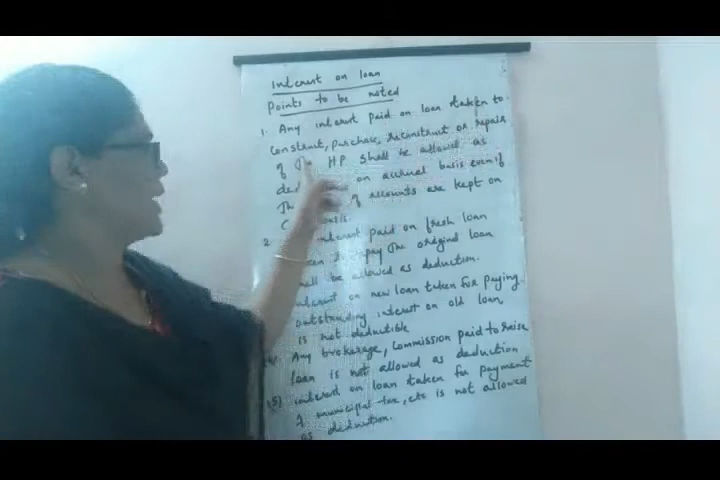 Interest on loan
Points to be noted
1. Any interest paid on loan taken to
construct, purchase, reconstruct or repair
of the HP shall be allowed as
on accrual basis even if
The of accounts are kept on
2. interest paid on fresh loan
pay the original loan
be allowed as deduction.
interest on new loan taken for paying
outstanding interest on old loan,
is not deductible
Any brokerage, commission paid to raise
loan is not allowed as deduction
(5) interest on loan taken for payment
of municipal tax, etc is not allowed
as deduction.